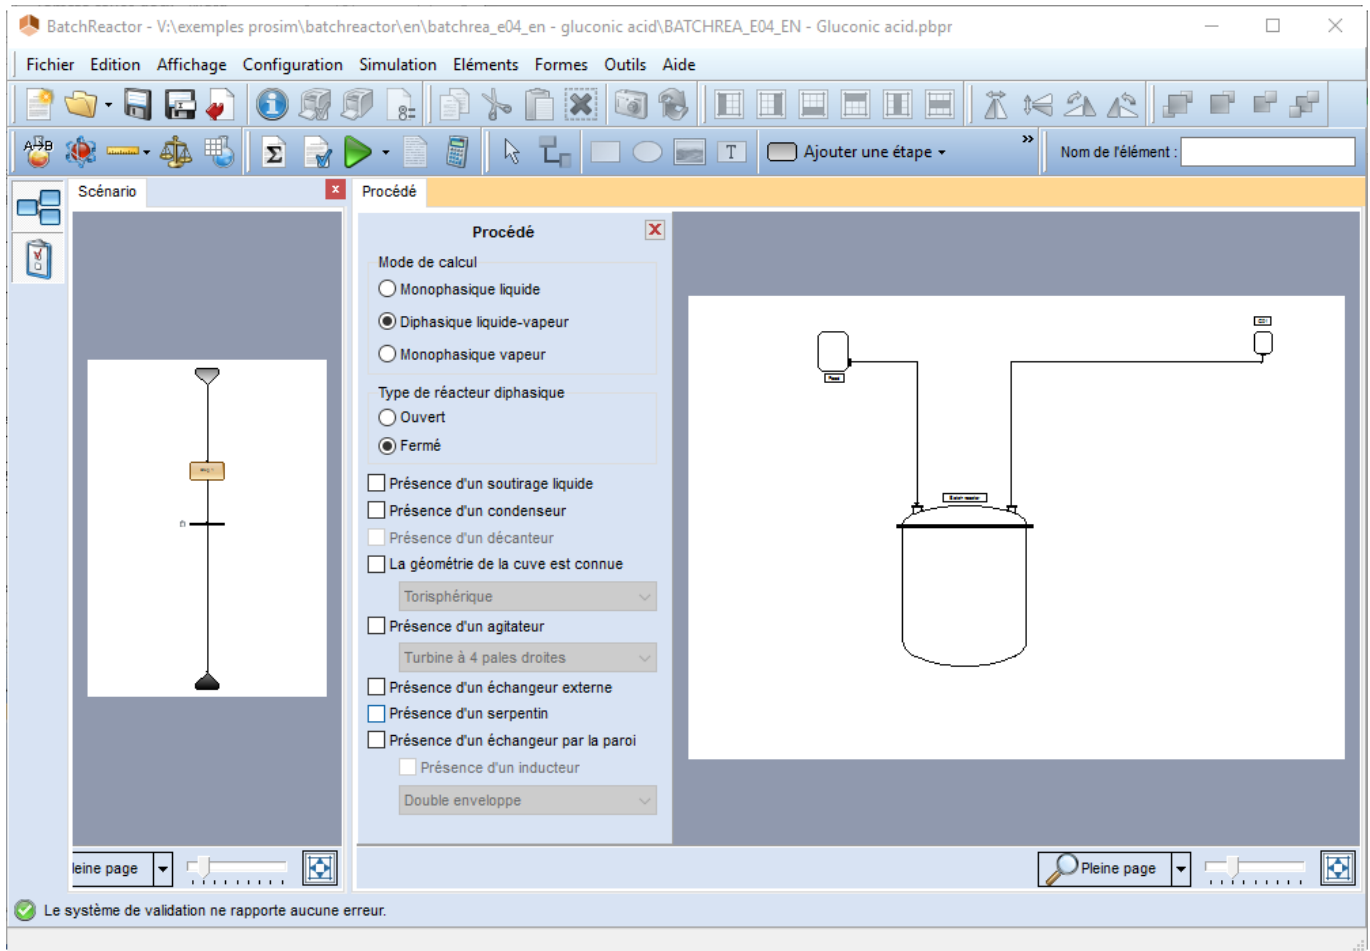 BatchReactor - V:\exemples prosim\batchreactor\en\batchrea_e04_en - gluconic acid\BATCHREA_E04_EN - Gluconic acid.pbpr
Fichier Edition Affichage Configuration Simulation Eléments Formes Outils Aide
Ajouter une étape
Nom de l'élément :
Scénario
Procédé
Procédé
Mode de calcul
Monophasique liquide
Diphasique liquide-vapeur
Monophasique vapeur
Type de réacteur diphasique
Ouvert
Fermé
Présence d'un soutirage liquide
Présence d'un condenseur
Présence d'un décanteur
La géométrie de la cuve est connue
Torisphérique
Présence d'un agitateur
Turbine à 4 pales droites
Présence d'un échangeur externe
Présence d'un serpentin
Présence d'un échangeur par la paroi
Présence d'un inducteur
Double enveloppe
Batch reactor
leine page
Pleine page
Le système de validation ne rapporte aucune erreur.